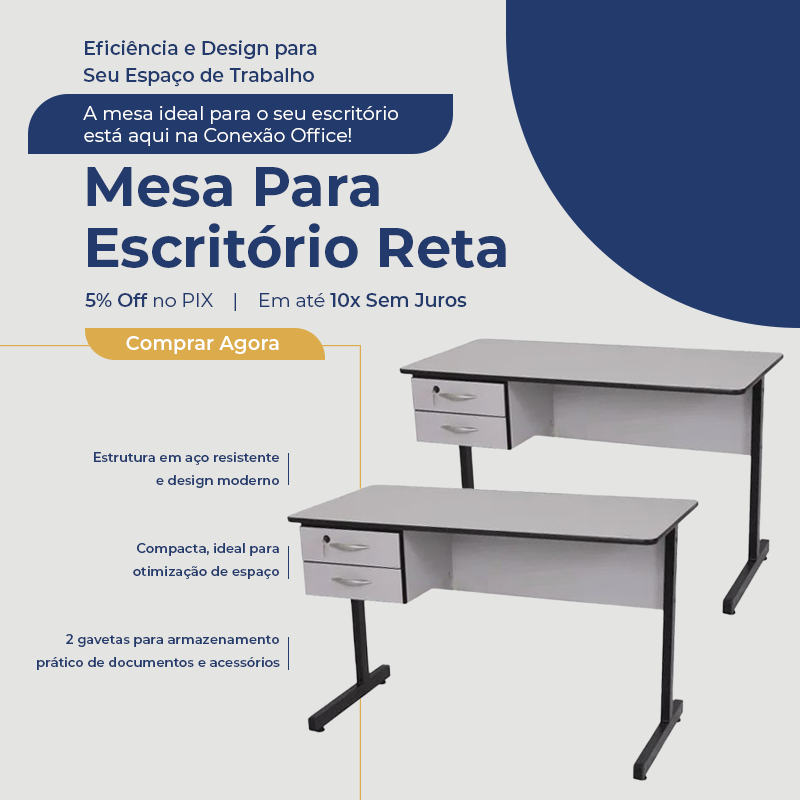 Eficiência e Design para
Seu Espaço de Trabalho
A mesa ideal para o seu escritório
está aqui na Conexão Office!
Mesa Para
Escritório Reta
5% Off no PIX | Em até 10x Sem Juros
Comprar Agora
Estrutura em aço resistente
e design moderno
Compacta, ideal para
otimização de espaço
2 gavetas para armazenamento
prático de documentos e acessórios